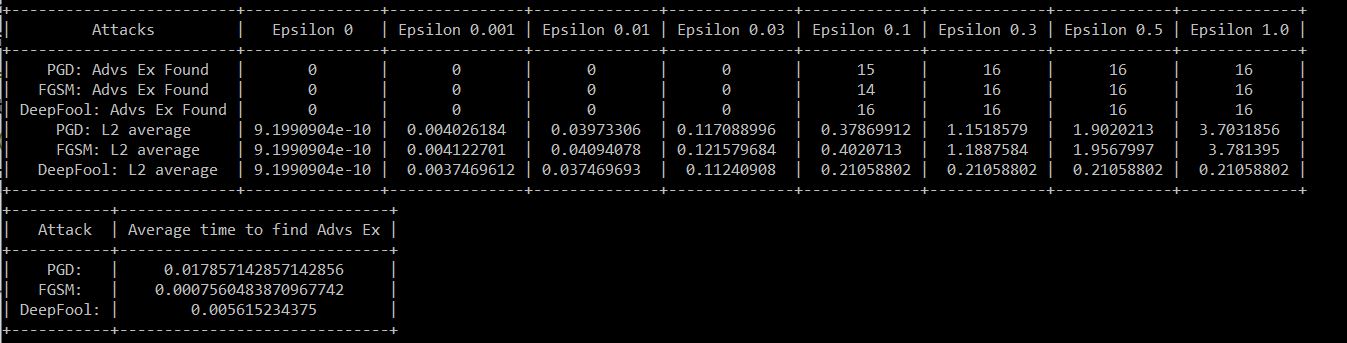 Attacks | Epsilon 0 | Epsilon 0.001 | Epsilon 0.01 | Epsilon 0.03 | Epsilon 0.1 | Epsilon 0.3 | Epsilon 0.5 | Epsilon 1.0
PGD: Advs Ex Found | 0 | 0 | 0 | 0 | 15 | 16 | 16 | 16
FGSM: Advs Ex Found | 0 | 0 | 0 | 0 | 14 | 16 | 16 | 16
DeepFool: Advs Ex Found | 0 | 0 | 0 | 0 | 16 | 16 | 16 | 16
PGD: L2 average | 9.1990904e-10 | 0.004026184 | 0.03973306 | 0.117088996 | 0.37869912 | 1.1518579 | 1.9020213 | 3.7031856
FGSM: L2 average | 9.1990904e-10 | 0.004122701 | 0.04094078 | 0.121579684 | 0.4020713 | 1.1887584 | 1.9567997 | 3.781395
DeepFool: L2 average | 9.1990904e-10 | 0.0037469612 | 0.037469693 | 0.11240908 | 0.21058802 | 0.21058802 | 0.21058802 | 0.21058802
Attack | Average time to find Advs Ex
PGD: | 0.017857142857142856
FGSM: | 0.0007560483870967742
DeepFool: | 0.005615234375